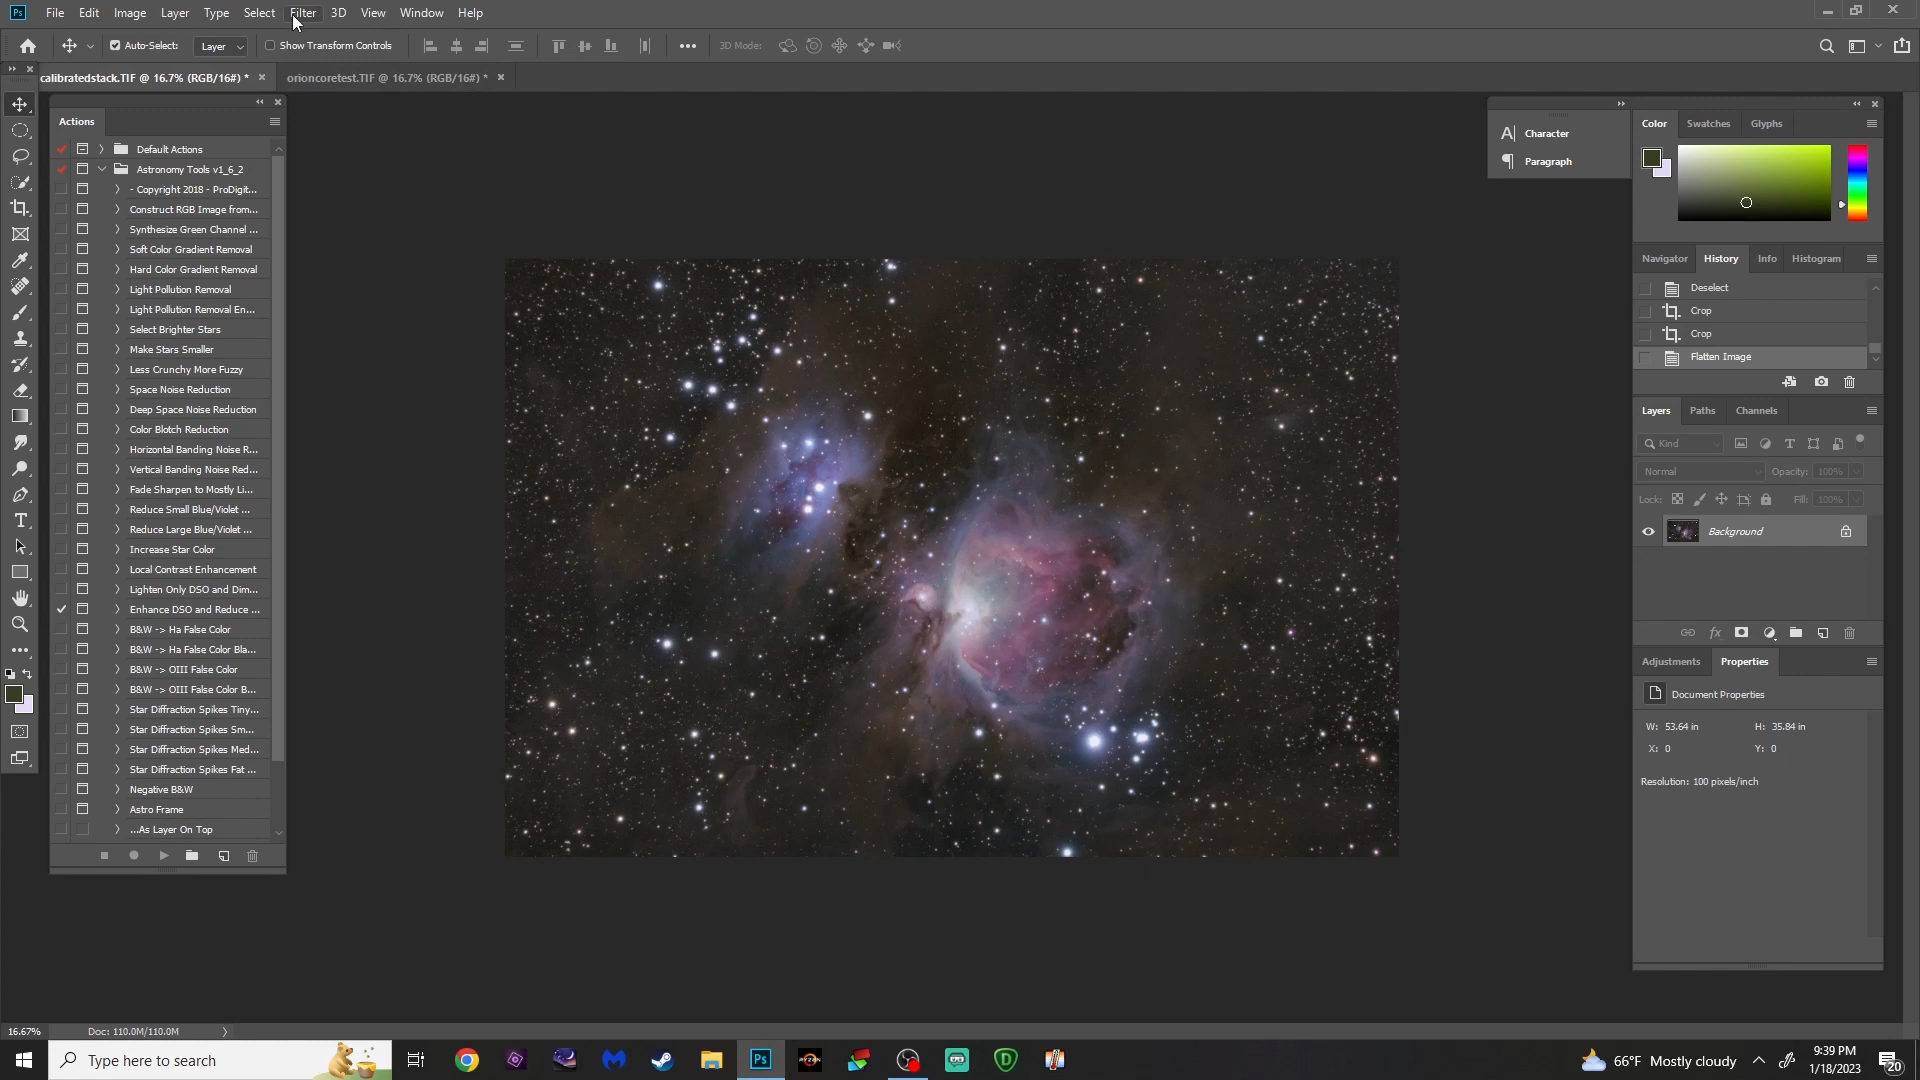 Ps File Edit Image Layer Type Select Filter 3D View Window Help
Auto-Select: Layer Show Transform Controls 3D Mode:
calibratedstack.TIF @ 16.7% (RGB/16#) * orioncoretest.TIF @ 16.7% (RGB/16#) *
Actions
Default Actions
Astronomy Tools v1_6_2
- Copyright 2018 - ProDigit...
Construct RGB Image from...
Synthesize Green Channel ...
Soft Color Gradient Removal
Hard Color Gradient Removal
Light Pollution Removal
Light Pollution Removal En...
Select Brighter Stars
Make Stars Smaller
Less Crunchy More Fuzzy
Space Noise Reduction
Deep Space Noise Reduction
Color Blotch Reduction
Horizontal Banding Noise R...
Vertical Banding Noise Red...
Fade Sharpen to Mostly Li...
Reduce Small Blue/Violet ...
Reduce Large Blue/Violet ...
Increase Star Color
Local Contrast Enhancement
Lighten Only DSO and Dim...
Enhance DSO and Reduce ...
B&W -> Ha False Color
B&W -> Ha False Color Bla...
B&W -> OIII False Color
B&W -> OIII False Color B...
Star Diffraction Spikes Tiny...
Star Diffraction Spikes Sm...
Star Diffraction Spikes Med...
Star Diffraction Spikes Fat ...
Negative B&W
Astro Frame
...As Layer On Top
Character
Paragraph
Color Swatches Glyphs
Navigator History Info Histogram
Deselect
Crop
Crop
Flatten Image
Layers Paths Channels
Kind
Normal Opacity: 100%
Lock: Fill: 100%
Background
Adjustments Properties
Document Properties
W: 53.64 in H: 35.84 in
X: 0 Y: 0
Resolution: 100 pixels/inch
16.67% Doc: 110.0M/110.0M
Type here to search
Ps
RYZEN
66°F Mostly cloudy
9:39 PM
1/18/2023
20